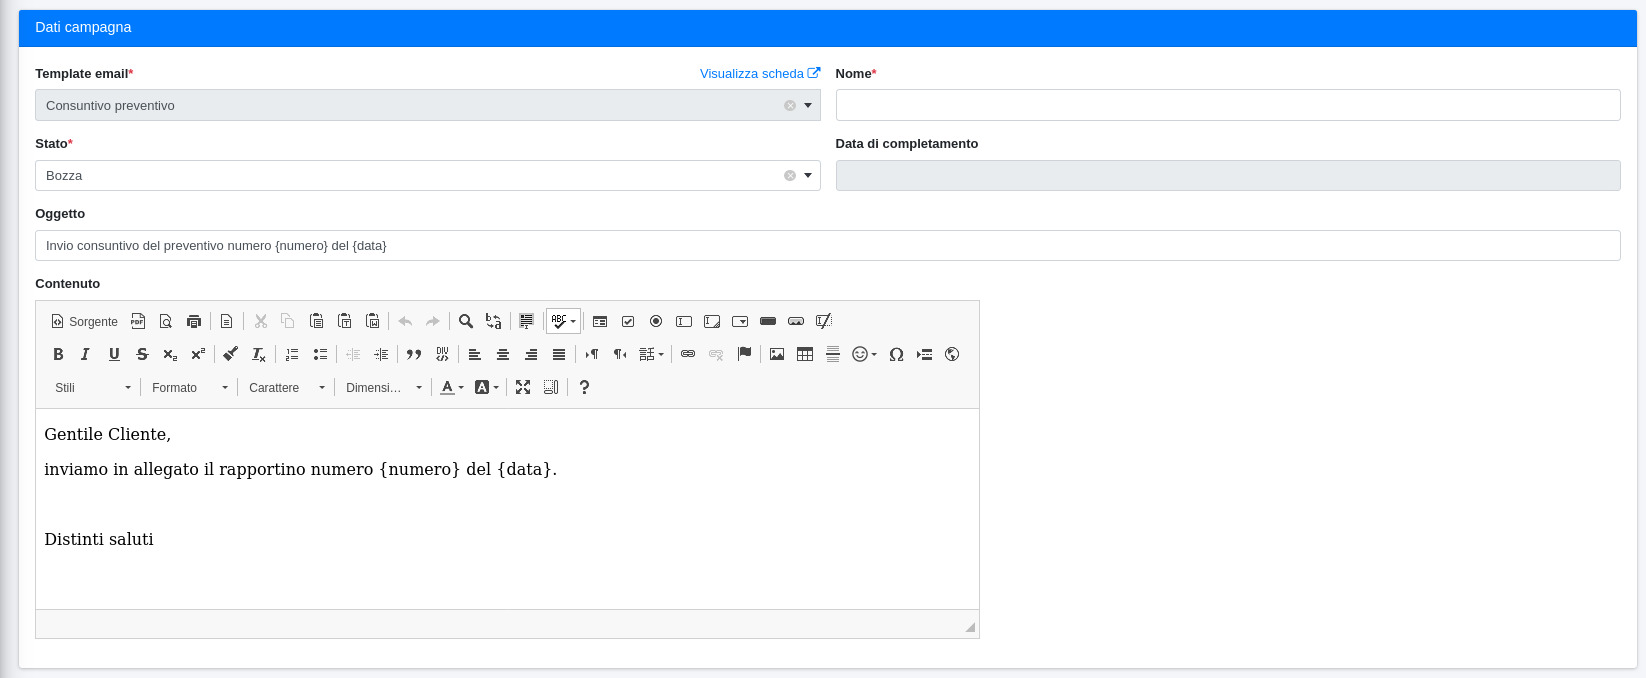 Dati campagna
Template email*
Visualizza scheda
Nome*
Consuntivo preventivo
Stato*
Data di completamento
Bozza
Oggetto
Invio consuntivo del preventivo numero {numero} del {data}
Contenuto
Sorgente
Stili
Formato
Carattere
Dimensi...
Gentile Cliente,
inviamo in allegato il rapportino numero {numero} del {data}.
Distinti saluti